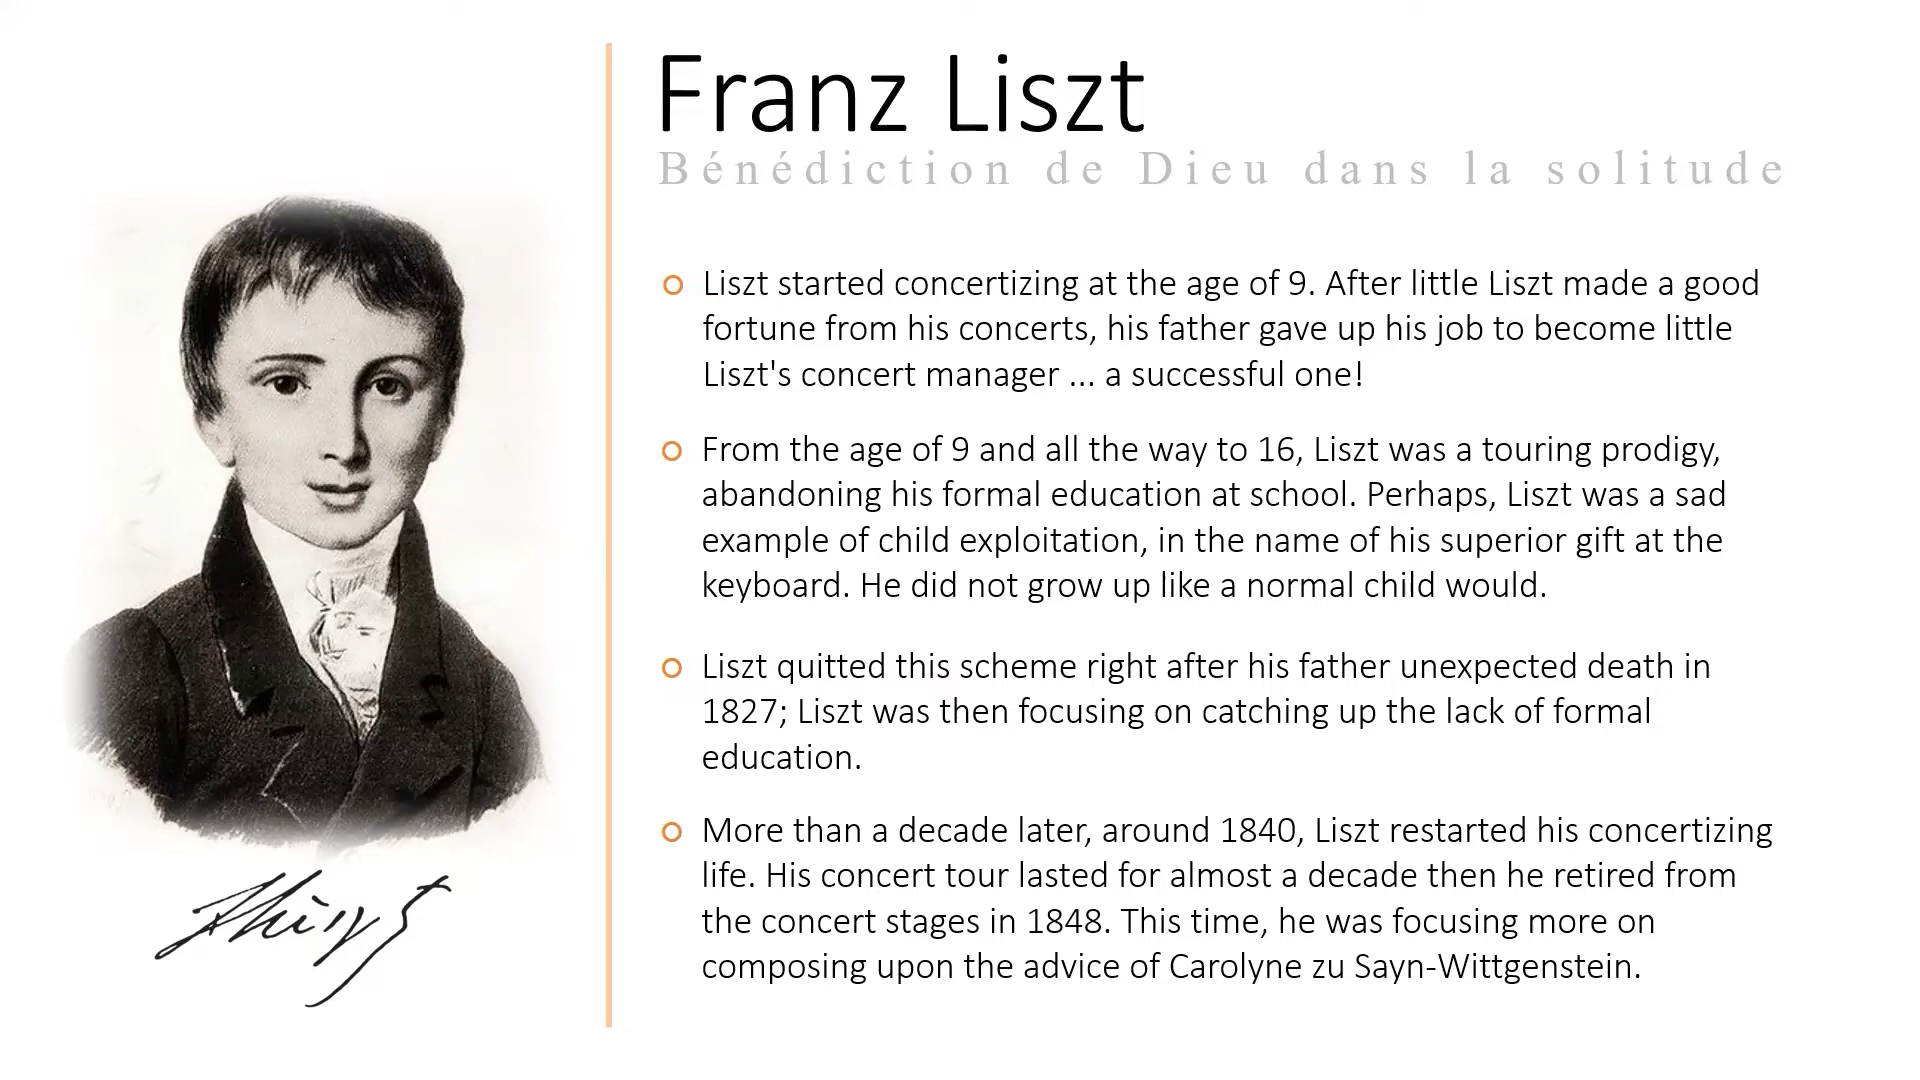 Franz Liszt
Bénédiction de Dieu dans la solitude
Liszt started concertizing at the age of 9. After little Liszt made a good
fortune from his concerts, his father gave up his job to become little
Liszt's concert manager ... a successful one!
From the age of 9 and all the way to 16, Liszt was a touring prodigy,
abandoning his formal education at school. Perhaps, Liszt was a sad
example of child exploitation, in the name of his superior gift at the
keyboard. He did not grow up like a normal child would.
Liszt quitted this scheme right after his father unexpected death in
1827; Liszt was then focusing on catching up the lack of formal
education.
More than a decade later, around 1840, Liszt restarted his concertizing
life. His concert tour lasted for almost a decade then he retired from
the concert stages in 1848. This time, he was focusing more on
composing upon the advice of Carolyne zu Sayn-Wittgenstein.